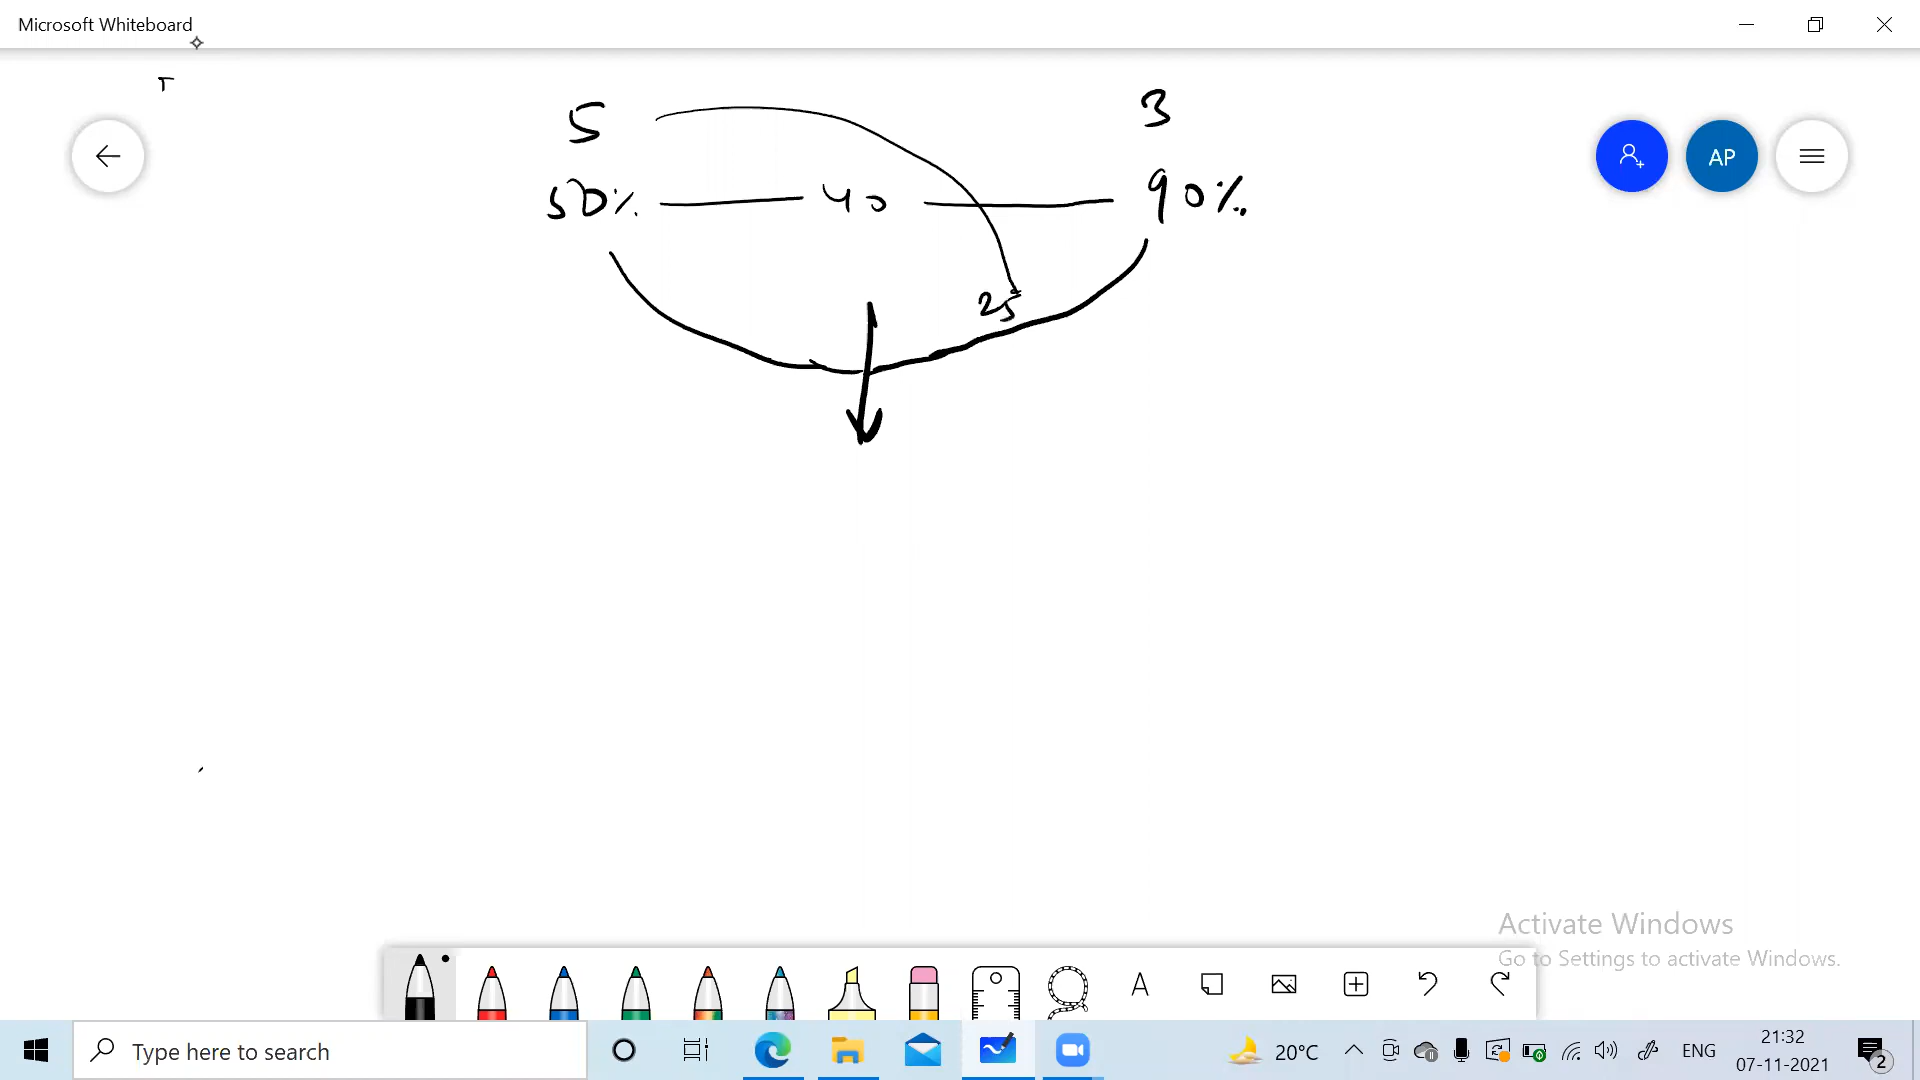 Microsoft Whiteboard
5 3
50% 40 90%
25
AP
Activate Windows
Go to Settings to activate Windows.
A
Type here to search
20°C
ENG
21:32
07-11-2021
2